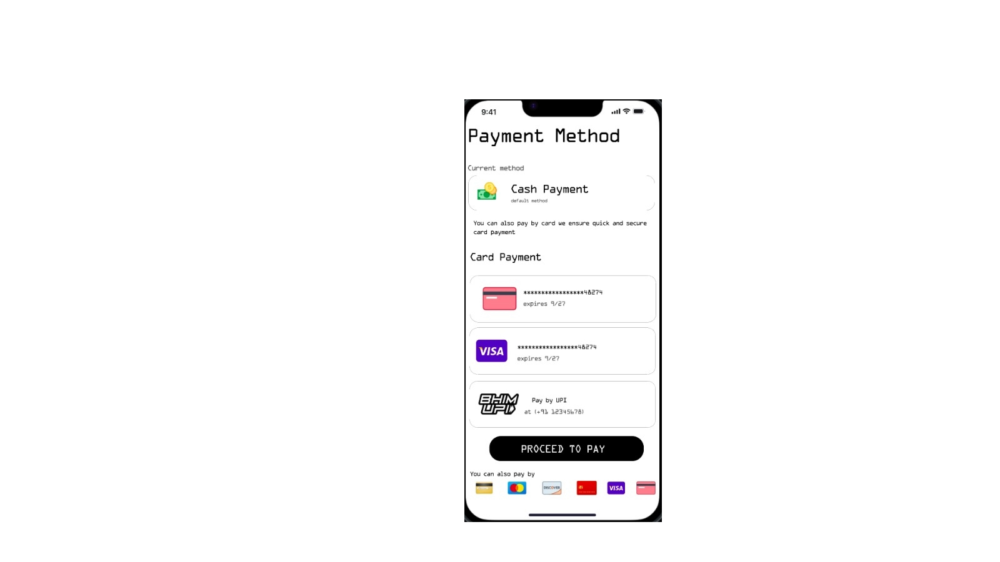 9:41
Payment Method
Current method
Cash Payment
default method
You can also pay by card we ensure quick and secure
card payment
Card Payment
*****************48274
expires 9/27
VISA
*****************48274
expires 9/27
BHIM
UPI
Pay by UPI
at (+91 12345678)
PROCEED TO PAY
You can also pay by
DISCOVER
VISA